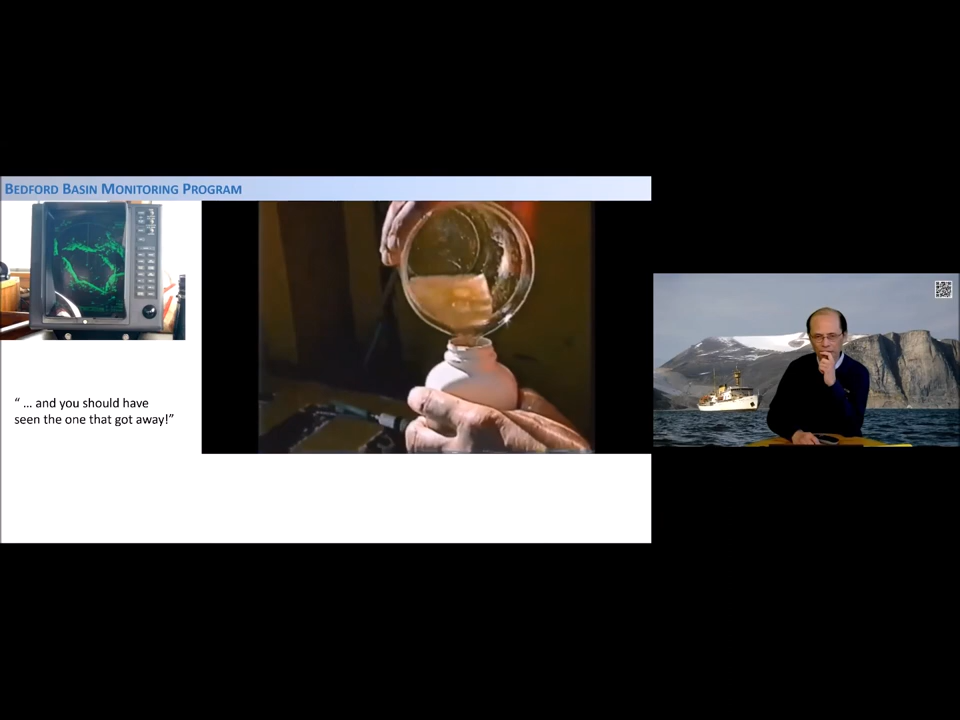 BEDFORD BASIN MONITORING PROGRAM
“ … and you should have
seen the one that got away!”